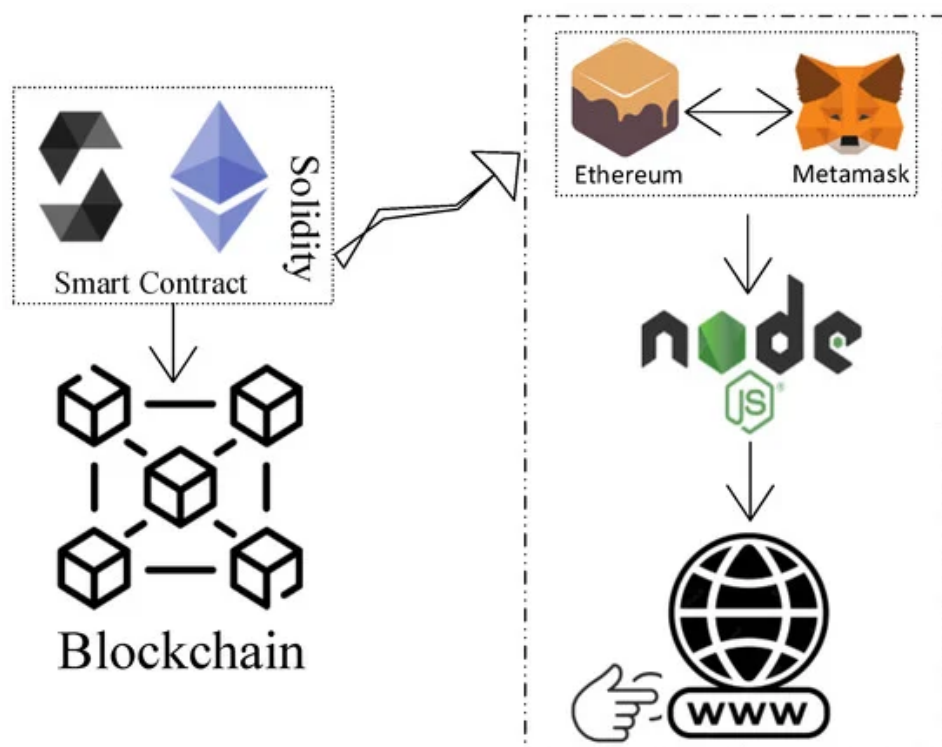 Solidity
Smart Contract
Blockchain
Ethereum
Metamask
node
JS®
WWW